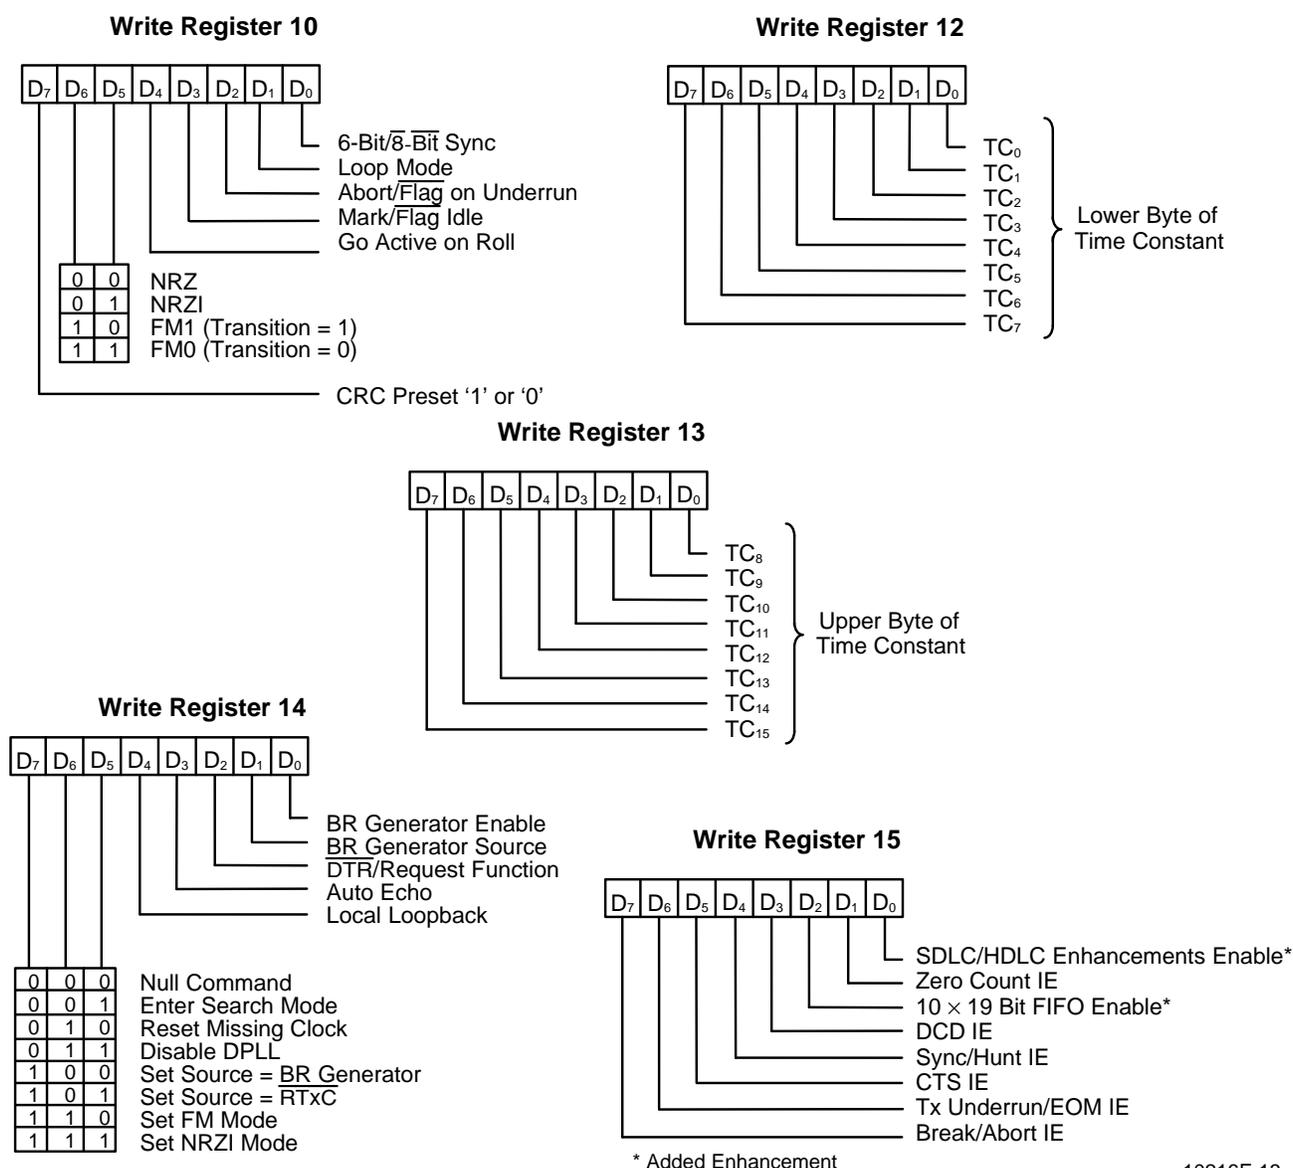 Write Register 10
D7 D6 D5 D4 D3 D2 D1 D0
6-Bit/8-Bit Sync
Loop Mode
Abort/Flag on Underrun
Mark/Flag Idle
Go Active on Roll
0 0 NRZ
0 1 NRZI
1 0 FM1 (Transition = 1)
1 1 FM0 (Transition = 0)
CRC Preset ‘1’ or ‘0’
Write Register 12
D7 D6 D5 D4 D3 D2 D1 D0
TC0
TC1
TC2
TC3
TC4
TC5
TC6
TC7
Lower Byte of
Time Constant
Write Register 13
D7 D6 D5 D4 D3 D2 D1 D0
TC8
TC9
TC10
TC11
TC12
TC13
TC14
TC15
Upper Byte of
Time Constant
Write Register 14
D7 D6 D5 D4 D3 D2 D1 D0
BR Generator Enable
BR Generator Source
DTR/Request Function
Auto Echo
Local Loopback
0 0 0 Null Command
0 0 1 Enter Search Mode
0 1 0 Reset Missing Clock
0 1 1 Disable DPLL
1 0 0 Set Source = BR Generator
1 0 1 Set Source = RTxC
1 1 0 Set FM Mode
1 1 1 Set NRZI Mode
Write Register 15
D7 D6 D5 D4 D3 D2 D1 D0
SDLC/HDLC Enhancements Enable*
Zero Count IE
10 × 19 Bit FIFO Enable*
DCD IE
Sync/Hunt IE
CTS IE
Tx Underrun/EOM IE
Break/Abort IE
* Added Enhancement